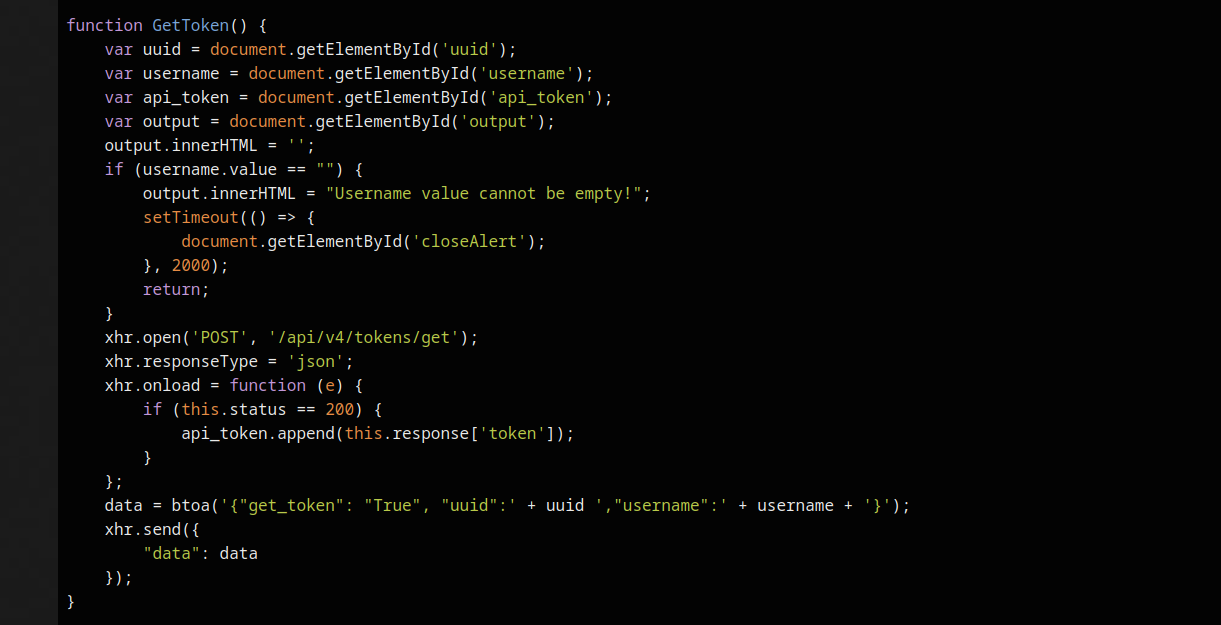 function GetToken() {
    var uuid = document.getElementById('uuid');
    var username = document.getElementById('username');
    var api_token = document.getElementById('api_token');
    var output = document.getElementById('output');
    output.innerHTML = '';
    if (username.value == "") {
        output.innerHTML = "Username value cannot be empty!";
        setTimeout(() => {
            document.getElementById('closeAlert');
        }, 2000);
        return;
    }
    xhr.open('POST', '/api/v4/tokens/get');
    xhr.responseType = 'json';
    xhr.onload = function (e) {
        if (this.status == 200) {
            api_token.append(this.response['token']);
        }
    };
    data = btoa('{"get_token": "True", "uuid":' + uuid ',"username":' + username + '}');
    xhr.send({
        "data": data
    });
}